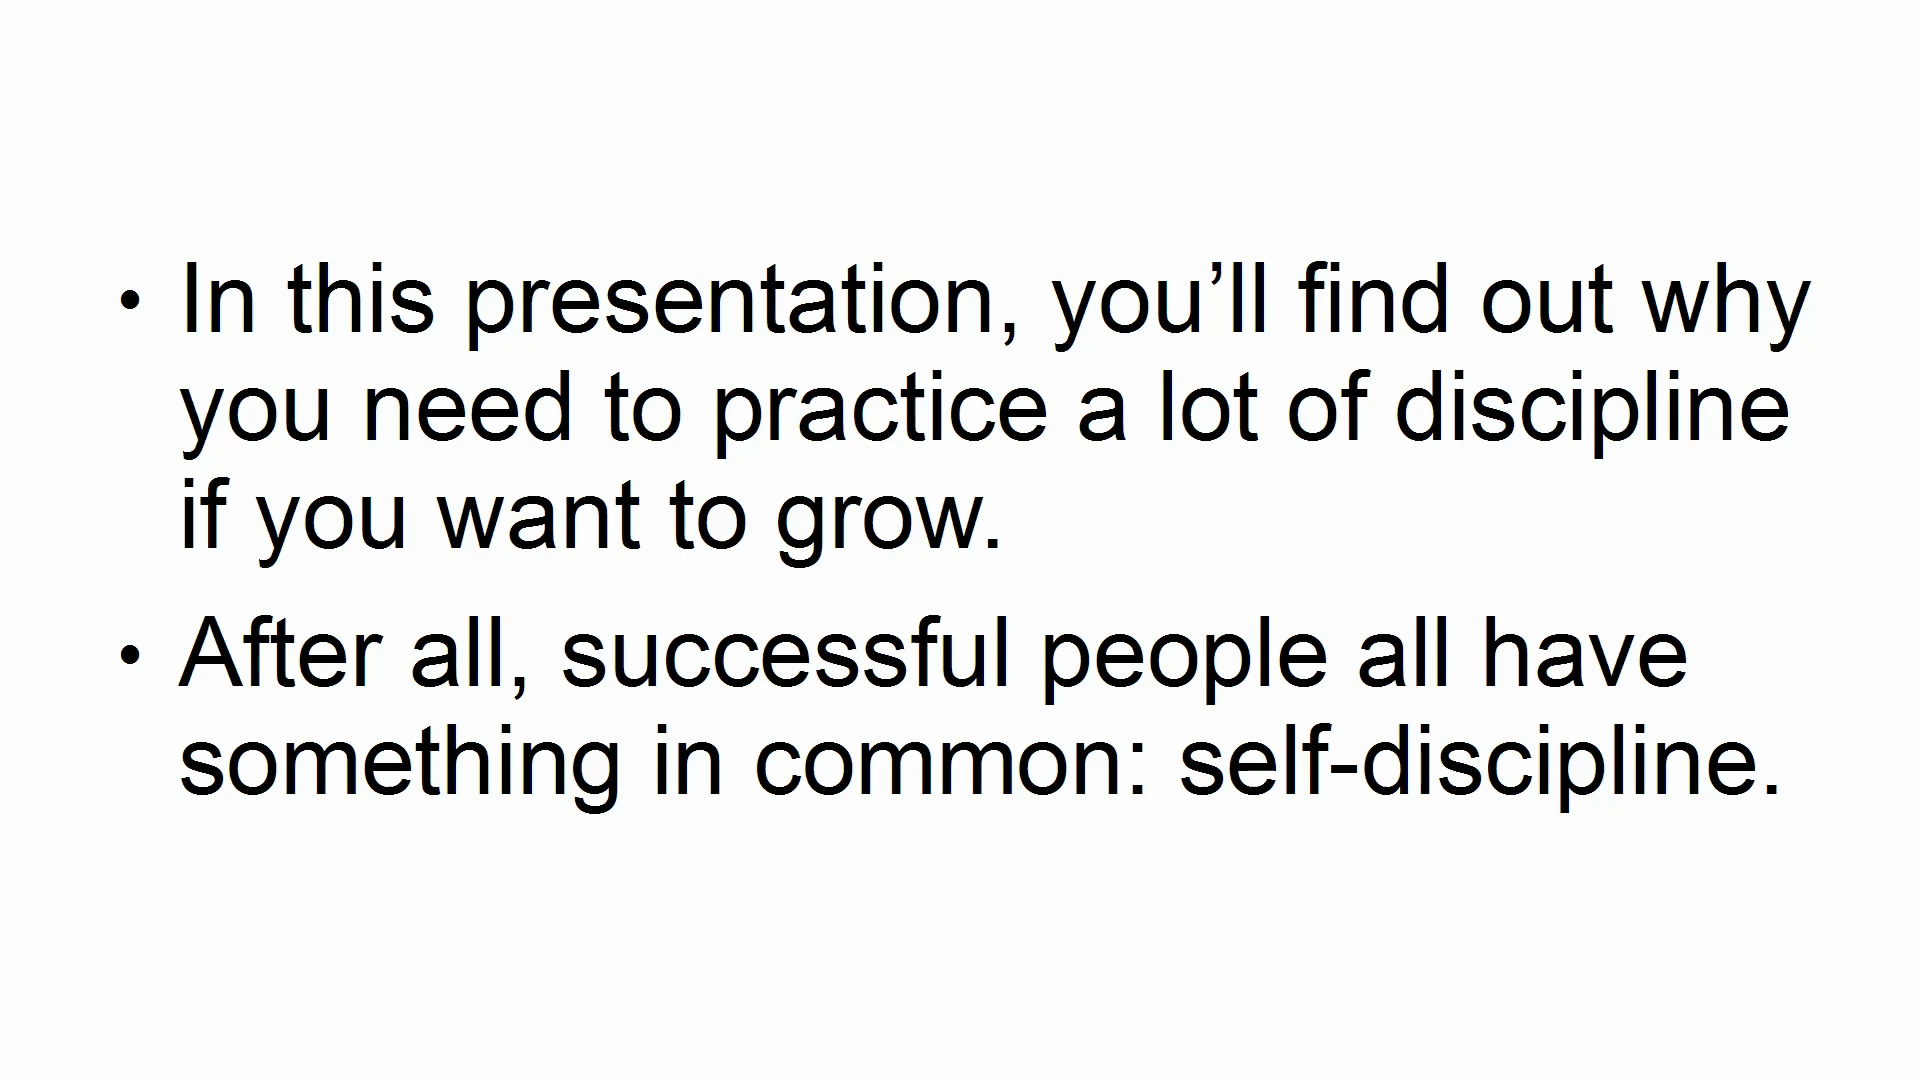 • In this presentation, you’ll find out why
you need to practice a lot of discipline
if you want to grow.
• After all, successful people all have
something in common: self-discipline.